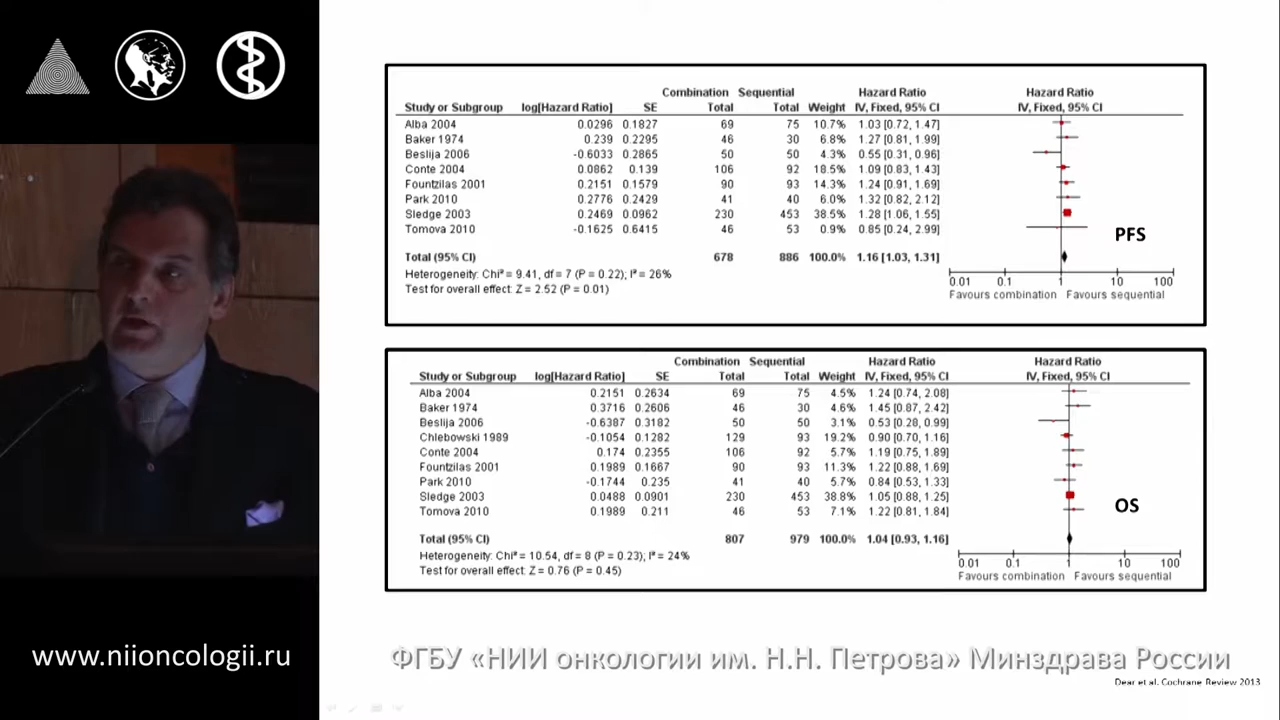 Combination Sequential Hazard Ratio Hazard Ratio
Study or Subgroup log[Hazard Ratio] SE Total Total Weight IV, Fixed, 95% CI IV, Fixed, 95% CI
Alba 2004 0.0296 0.1827 69 75 10.7% 1.03 [0.72, 1.47]
Baker 1974 0.239 0.2295 46 30 6.8% 1.27 [0.81, 1.99]
Beslija 2006 -0.6033 0.2865 50 50 4.3% 0.55 [0.31, 0.96]
Conte 2004 0.0862 0.139 106 92 18.5% 1.09 [0.83, 1.43]
Fountzilas 2001 0.2151 0.1579 90 93 14.3% 1.24 [0.91, 1.69]
Park 2010 0.2776 0.2429 41 40 6.0% 1.32 [0.82, 2.12]
Sledge 2003 0.2469 0.0962 230 453 38.5% 1.28 [1.06, 1.55]
Tomova 2010 -0.1625 0.6415 46 53 0.9% 0.85 [0.24, 2.99]
PFS
Total (95% CI) 678 886 100.0% 1.16 [1.03, 1.31]
Heterogeneity: Chi² = 9.41, df = 7 (P = 0.22); I² = 26%
Test for overall effect: Z = 2.52 (P = 0.01)
0.01 0.1 1 10 100
Favours combination Favours sequential
Combination Sequential Hazard Ratio Hazard Ratio
Study or Subgroup log[Hazard Ratio] SE Total Total Weight IV, Fixed, 95% CI IV, Fixed, 95% CI
Alba 2004 0.2151 0.2634 69 75 4.5% 1.24 [0.74, 2.08]
Baker 1974 0.3716 0.2606 46 30 4.6% 1.45 [0.87, 2.42]
Beslija 2006 -0.6387 0.3182 50 50 3.1% 0.53 [0.28, 0.99]
Chlebowski 1989 -0.1054 0.1282 129 93 19.2% 0.90 [0.70, 1.16]
Conte 2004 0.174 0.2355 106 92 5.7% 1.19 [0.75, 1.89]
Fountzilas 2001 0.1989 0.1667 90 93 11.3% 1.22 [0.88, 1.69]
Park 2010 -0.1744 0.235 41 40 5.7% 0.84 [0.53, 1.33]
Sledge 2003 0.0488 0.0901 230 453 38.8% 1.05 [0.88, 1.25]
Tomova 2010 0.1989 0.211 46 53 7.1% 1.22 [0.81, 1.84]
OS
Total (95% CI) 807 979 100.0% 1.04 [0.93, 1.16]
Heterogeneity: Chi² = 10.54, df = 8 (P = 0.23); I² = 24%
Test for overall effect: Z = 0.76 (P = 0.45)
0.01 0.1 1 10 100
Favours combination Favours sequential
www.niioncologii.ru
ФГБУ «НИИ онкологии им. Н.Н. Петрова» Минздрава России
Dear et al. Cochrane Review 2013